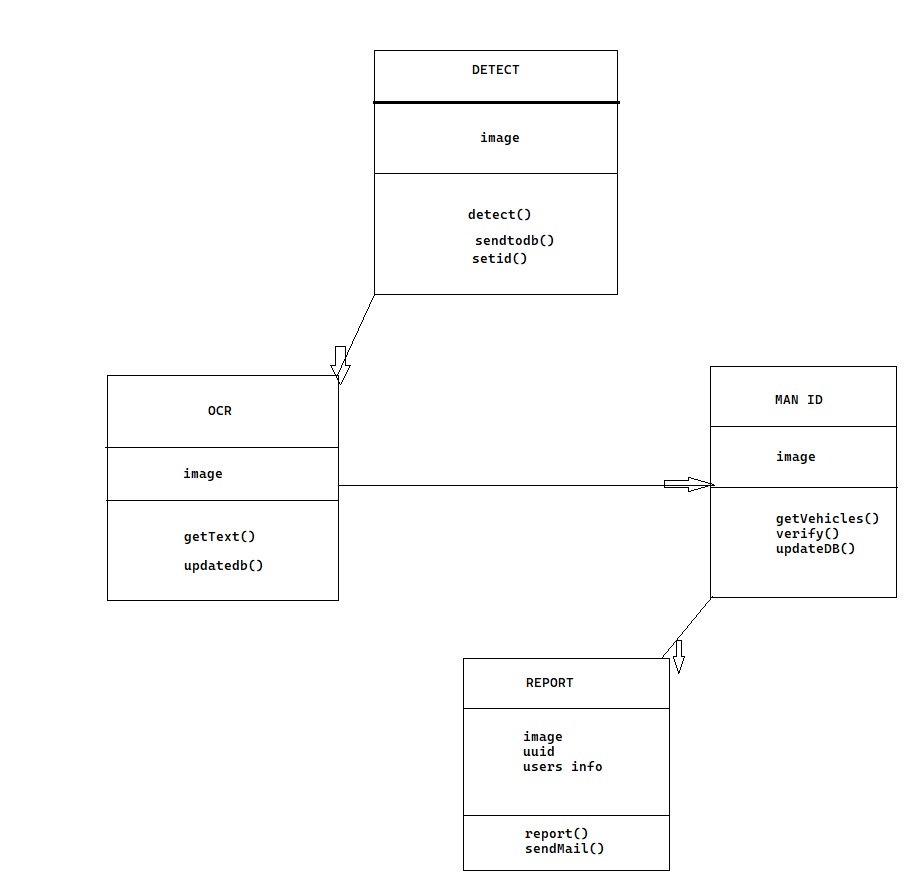 DETECT
image
detect()
sendtodb()
setid()
OCR
image
getText()
updatedb()
MAN ID
image
getVehicles()
verify()
updateDB()
REPORT
image
uuid
users info
report()
sendMail()